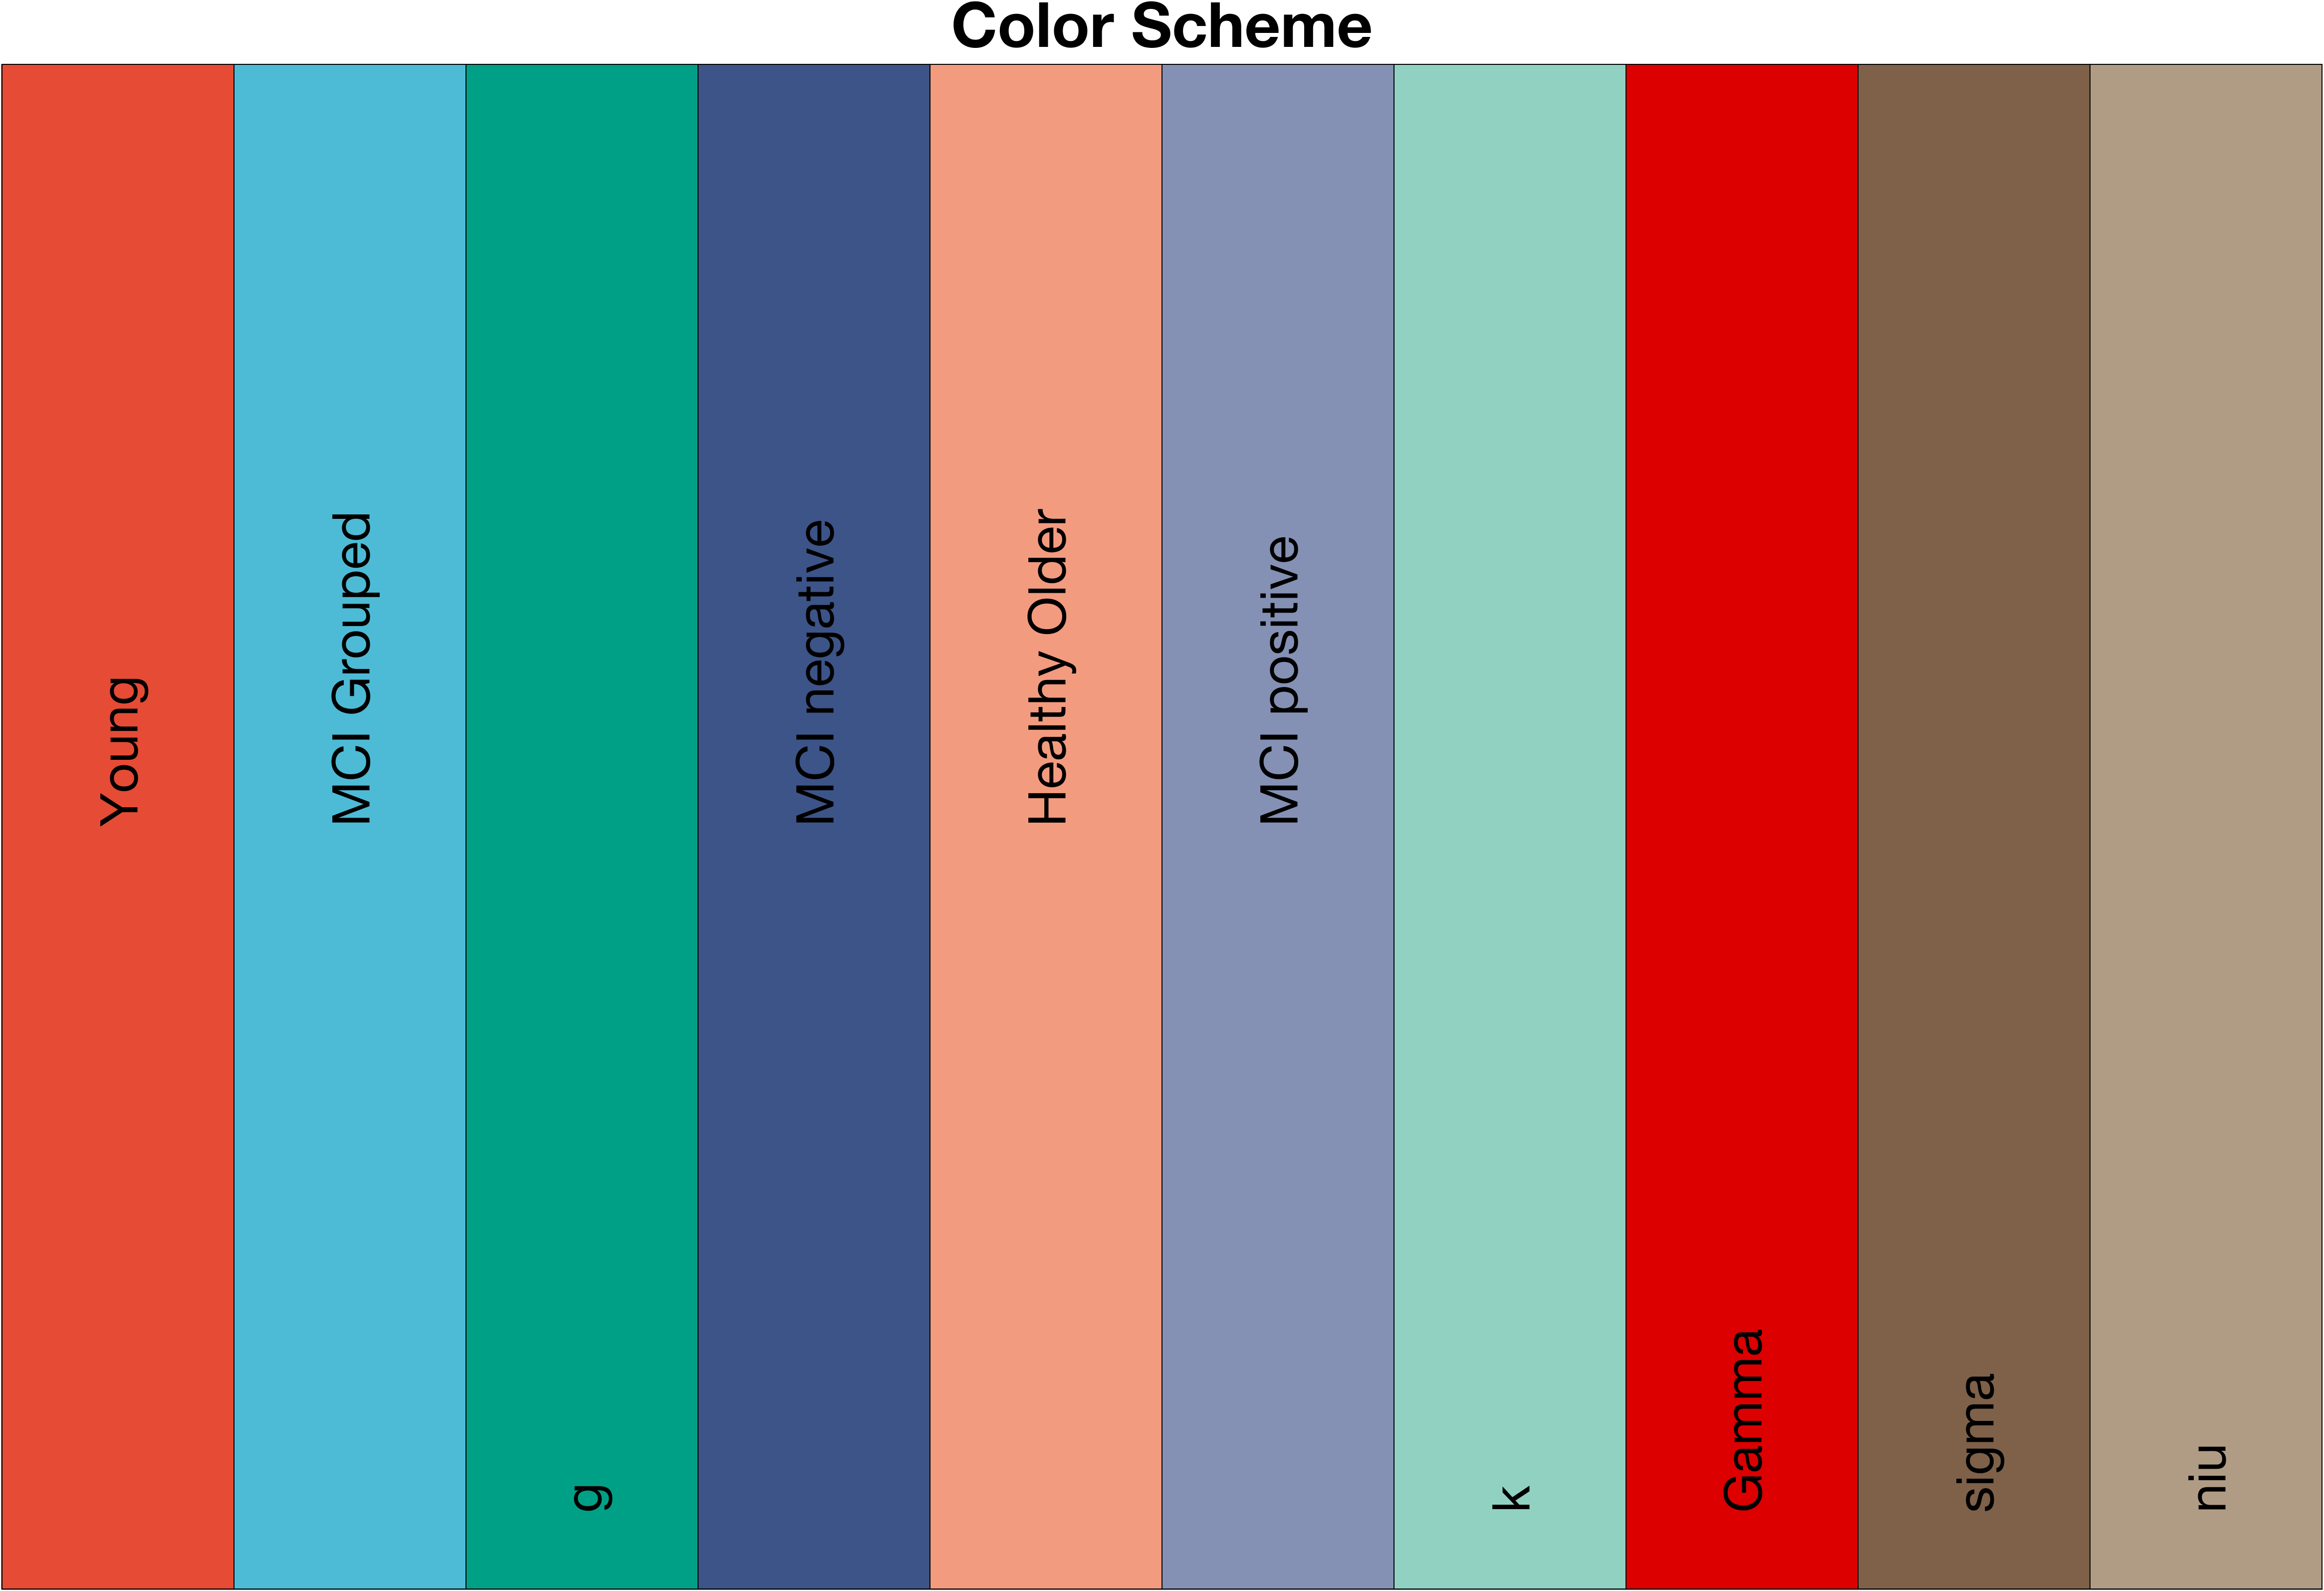 Color Scheme
Young
MCI Grouped
g
MCI negative
Healthy Older
MCI positive
k
Gamma
sigma
niu